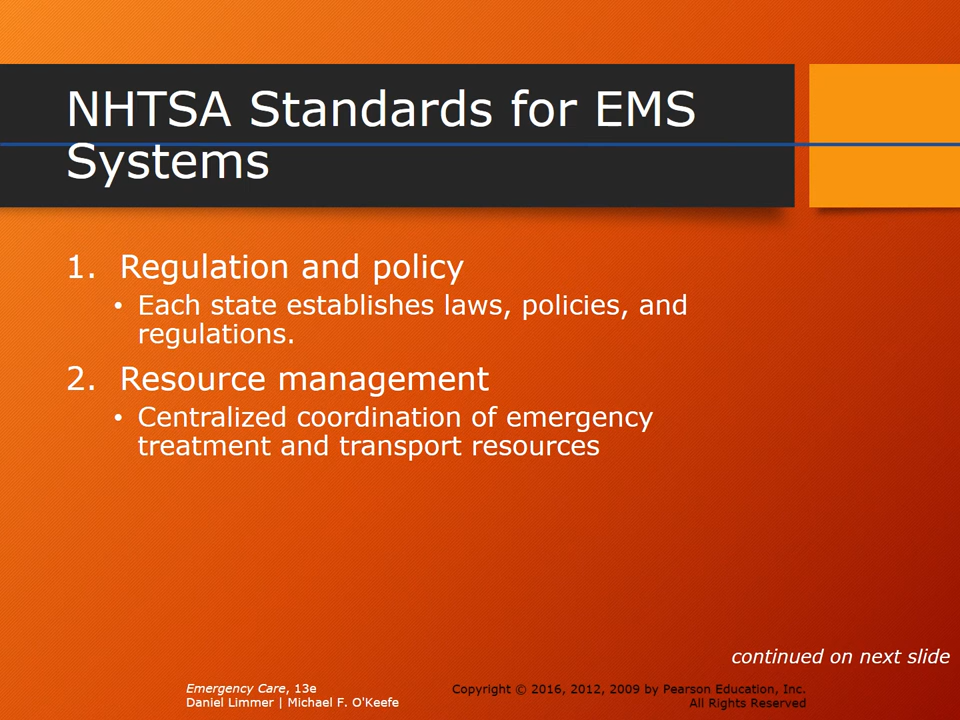 NHTSA Standards for EMS
Systems
1. Regulation and policy
• Each state establishes laws, policies, and
regulations.
2. Resource management
• Centralized coordination of emergency
treatment and transport resources
continued on next slide
Emergency Care, 13e
Daniel Limmer | Michael F. O'Keefe
Copyright © 2016, 2012, 2009 by Pearson Education, Inc.
All Rights Reserved